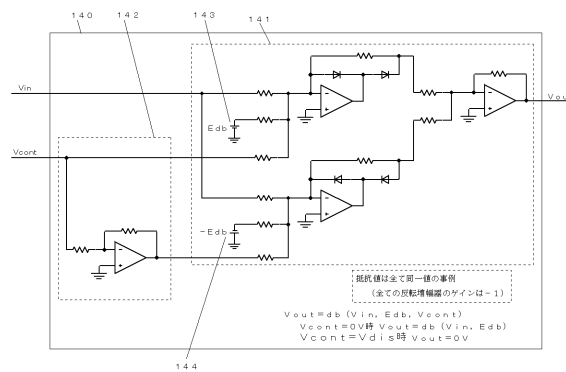 140
142
143
141
Vin
Edb
Vcont
-Edb
144
抵抗値は全て同一値の事例
(全ての反転増幅器のゲインは-1)
Vout=db(Vin, Edb, Vcont)
Vcont=0V時 Vout=db(Vin, Edb)
Vcont=Vdis時 Vout=0V